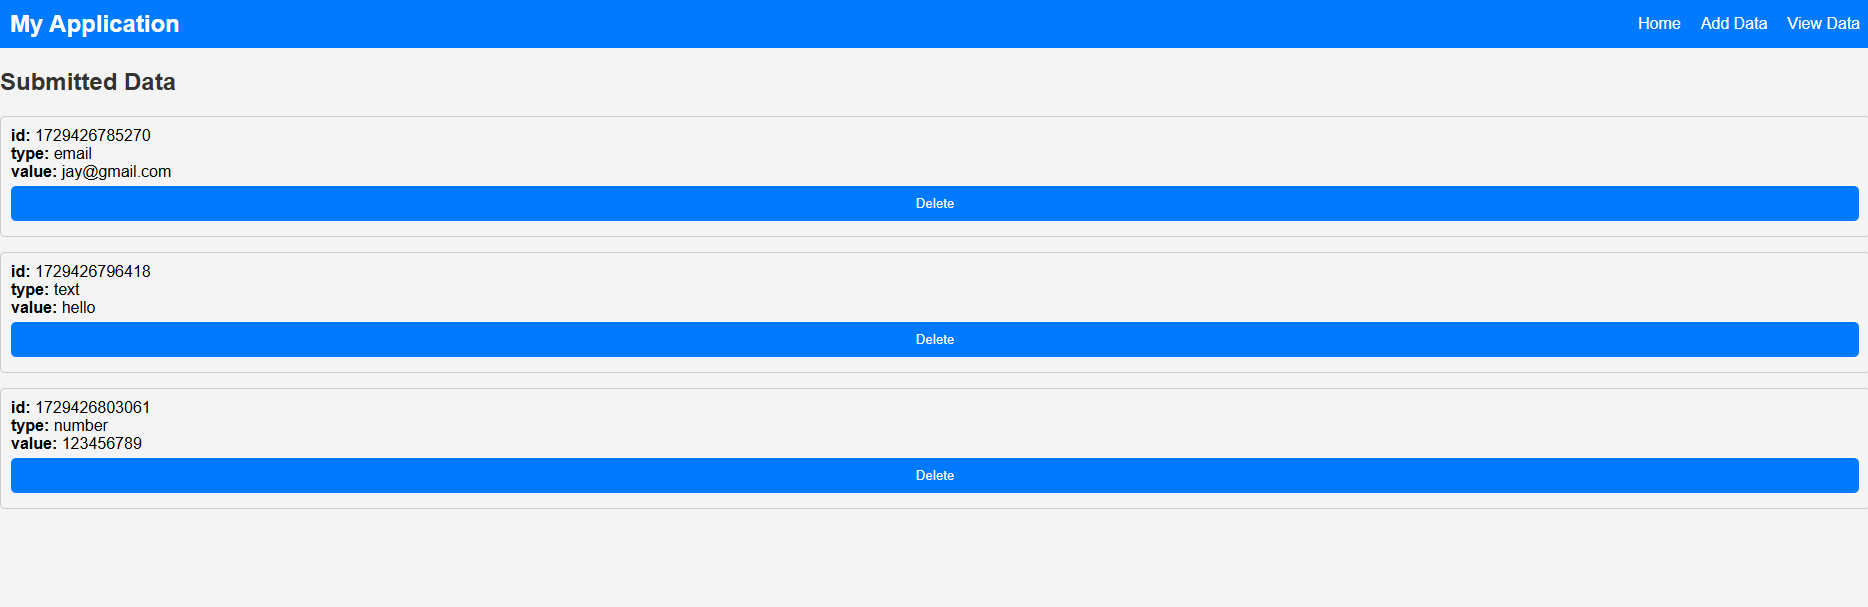 My Application
Home Add Data View Data
Submitted Data
id: 1729426785270
type: email
value: jay@gmail.com
Delete
id: 1729426796418
type: text
value: hello
Delete
id: 1729426803061
type: number
value: 123456789
Delete